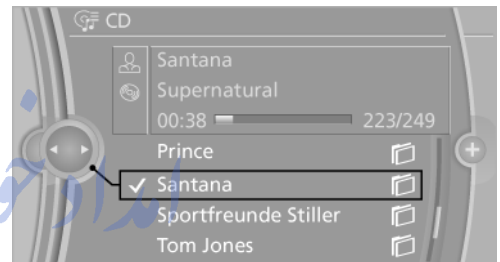 CD
Santana
Supernatural
00:38 223/249
Prince
Santana
Sportfreunde Stiller
Tom Jones